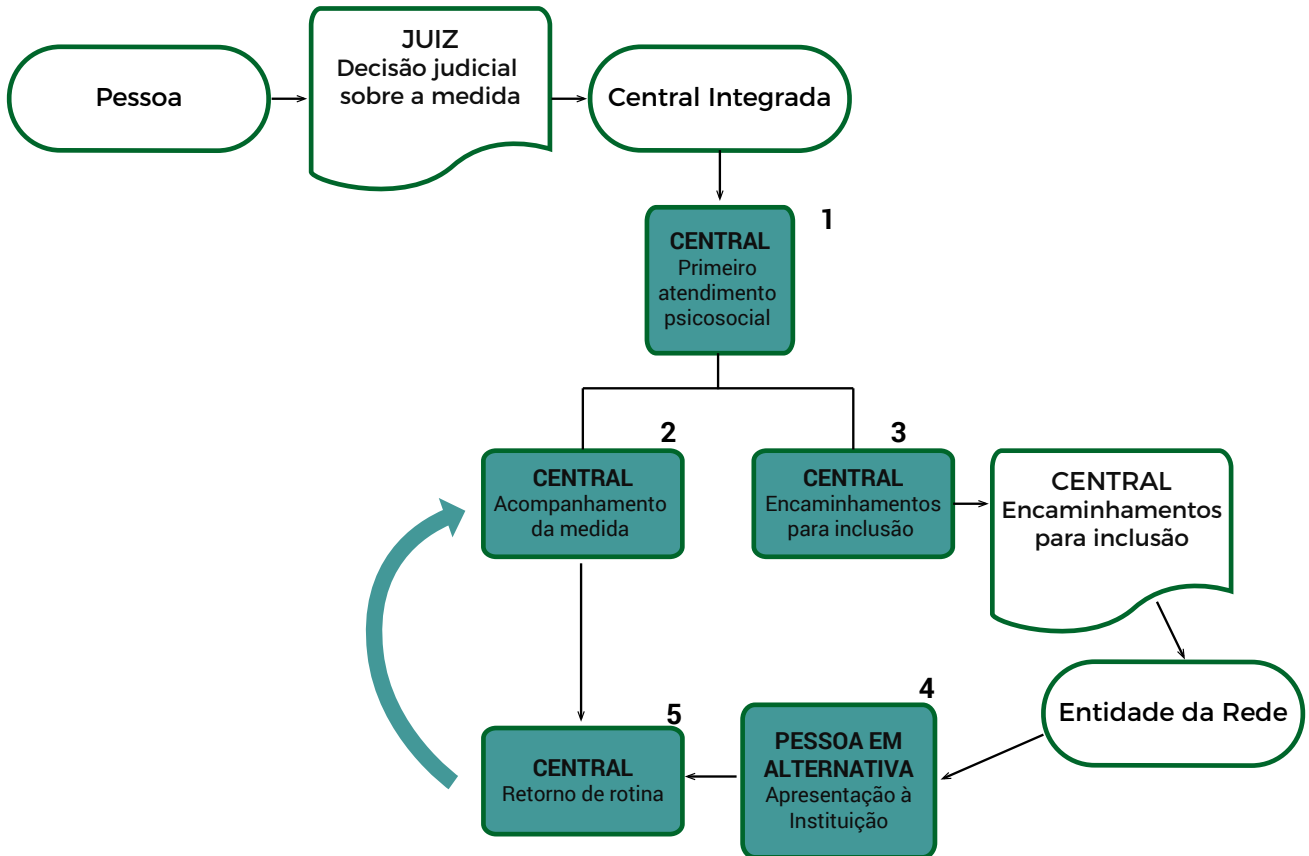 Pessoa
JUIZ
Decisão judicial
sobre a medida
Central Integrada
1
CENTRAL
Primeiro
atendimento
psicosocial
2
CENTRAL
Acompanhamento
da medida
3
CENTRAL
Encaminhamentos
para inclusão
CENTRAL
Encaminhamentos
para inclusão
Entidade da Rede
4
PESSOA EM
ALTERNATIVA
Apresentação à
Instituição
5
CENTRAL
Retorno de rotina